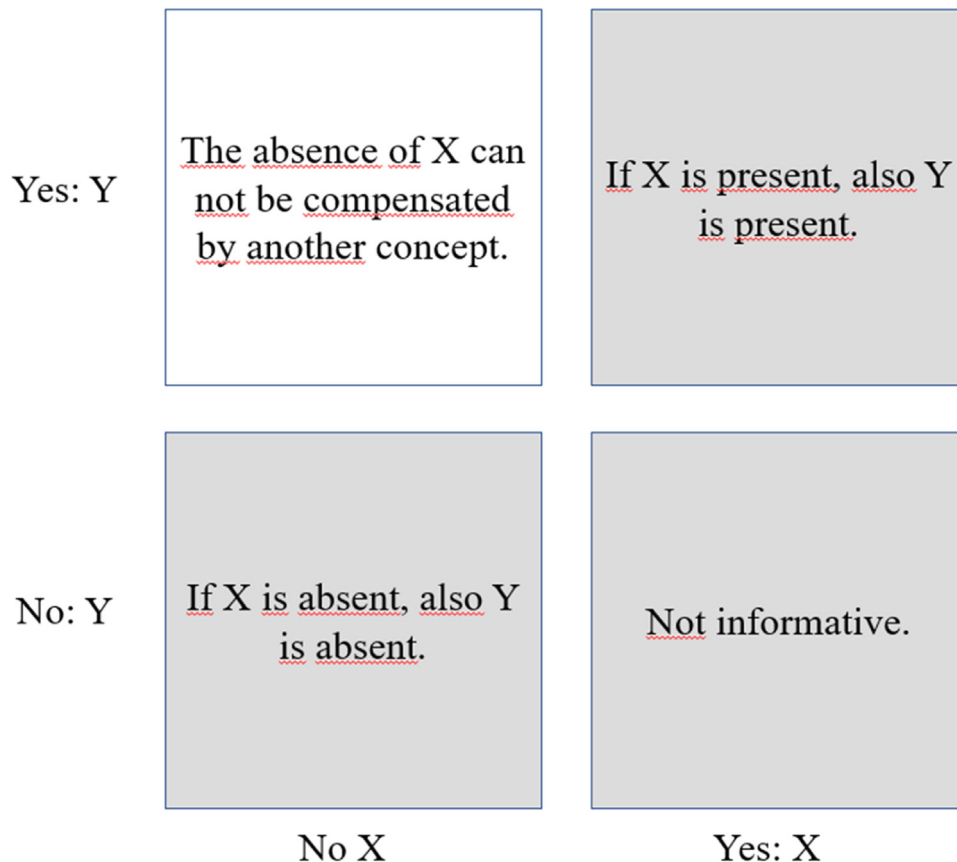 Yes: Y
The absence of X can
not be compensated
by another concept.
If X is present, also Y
is present.
No: Y
If X is absent, also Y
is absent.
Not informative.
No X
Yes: X